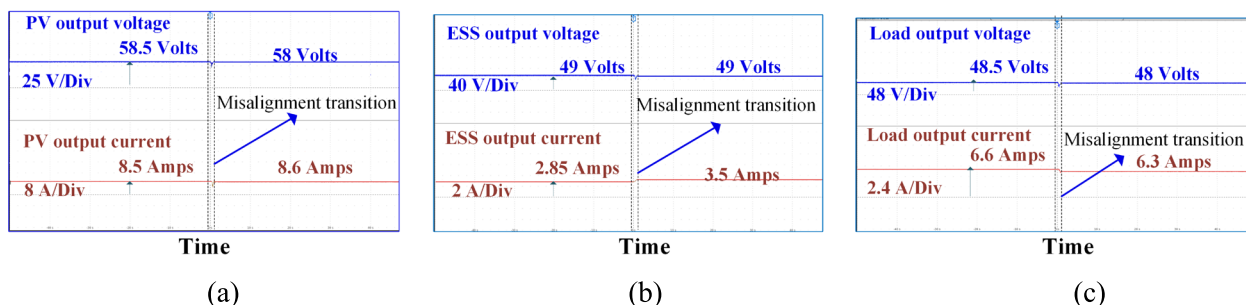 PV output voltage
58.5 Volts
58 Volts
25 V/Div
Misalignment transition
PV output current
8.5 Amps
8.6 Amps
8 A/Div
Time
(a)
ESS output voltage
49 Volts
49 Volts
40 V/Div
Misalignment transition
ESS output current
2.85 Amps
3.5 Amps
2 A/Div
Time
(b)
Load output voltage
48.5 Volts
48 Volts
48 V/Div
Load output current
Misalignment transition
6.6 Amps
6.3 Amps
2.4 A/Div
Time
(c)